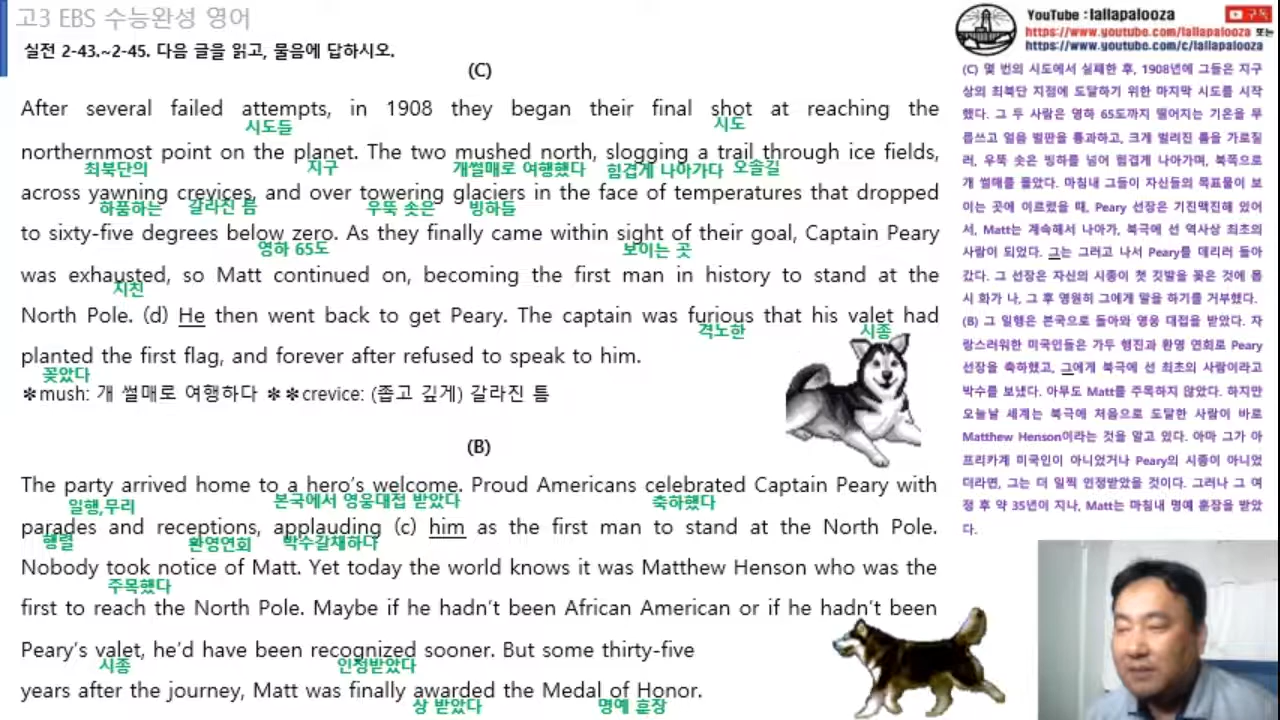 고3 EBS 수능완성 영어
실전 2-43.~2-45. 다음 글을 읽고, 물음에 답하시오.
(C)
After several failed attempts, in 1908 they began their final shot at reaching the
시도들 시도
northernmost point on the planet. The two mushed north, slogging a trail through ice fields,
최북단의 지구 개썰매로 여행했다 힘겹게 나아가다 오솔길
across yawning crevices, and over towering glaciers in the face of temperatures that dropped
하품하는 갈라진 틈 우뚝 솟은 빙하들
to sixty-five degrees below zero. As they finally came within sight of their goal, Captain Peary
영하 65도 보이는 곳
was exhausted, so Matt continued on, becoming the first man in history to stand at the
지친
North Pole. (d) He then went back to get Peary. The captain was furious that his valet had
격노한 시종
planted the first flag, and forever after refused to speak to him.
꽂았다
✻mush: 개 썰매로 여행하다 ✻✻crevice: (좁고 깊게) 갈라진 틈
(B)
The party arrived home to a hero's welcome. Proud Americans celebrated Captain Peary with
일행,무리 본국에서 영웅대접 받았다 축하했다
parades and receptions, applauding (c) him as the first man to stand at the North Pole.
행렬 환영연회 박수갈채하다
Nobody took notice of Matt. Yet today the world knows it was Matthew Henson who was the
주목했다
first to reach the North Pole. Maybe if he hadn't been African American or if he hadn't been
Peary's valet, he'd have been recognized sooner. But some thirty-five
시종 인정받았다
years after the journey, Matt was finally awarded the Medal of Honor.
상 받았다 명예 훈장
YouTube : lallapalooza 구독
https://www.youtube.com/lallapalooza 또는
https://www.youtube.com/c/lallapalooza
(C) 몇 번의 시도에서 실패한 후, 1908년에 그들은 지구
상의 최북단 지점에 도달하기 위한 마지막 시도를 시작
했다. 그 두 사람은 영하 65도까지 떨어지는 기온을 무
릅쓰고 얼음 벌판을 통과하고, 크게 벌려진 틈을 가로질
러, 우뚝 솟은 빙하를 넘어 힘겹게 나아가며, 북쪽으로
개 썰매를 몰았다. 마침내 그들이 자신들의 목표물이 보
이는 곳에 이르렀을 때, Peary 선장은 기진맥진해 있어
서, Matt는 계속해서 나아가, 북극에 선 역사상 최초의
사람이 되었다. 그는 그러고 나서 Peary를 데리러 돌아
갔다. 그 선장은 자신의 시종이 첫 깃발을 꽂은 것에 몹
시 화가 나, 그 후 영원히 그에게 말을 하기를 거부했다.
(B) 그 일행은 본국으로 돌아와 영웅 대접을 받았다. 자
랑스러워한 미국인들은 가두 행진과 환영 연회로 Peary
선장을 축하했고, 그에게 북극에 선 최초의 사람이라고
박수를 보냈다. 아무도 Matt를 주목하지 않았다. 하지만
오늘날 세계는 북극에 처음으로 도달한 사람이 바로
Matthew Henson이라는 것을 알고 있다. 아마 그가 아
프리카계 미국인이 아니었거나 Peary의 시종이 아니었
더라면, 그는 더 일찍 인정받았을 것이다. 그러나 그 여
정 후 약 35년이 지나, Matt는 마침내 명예 훈장을 받았
다.